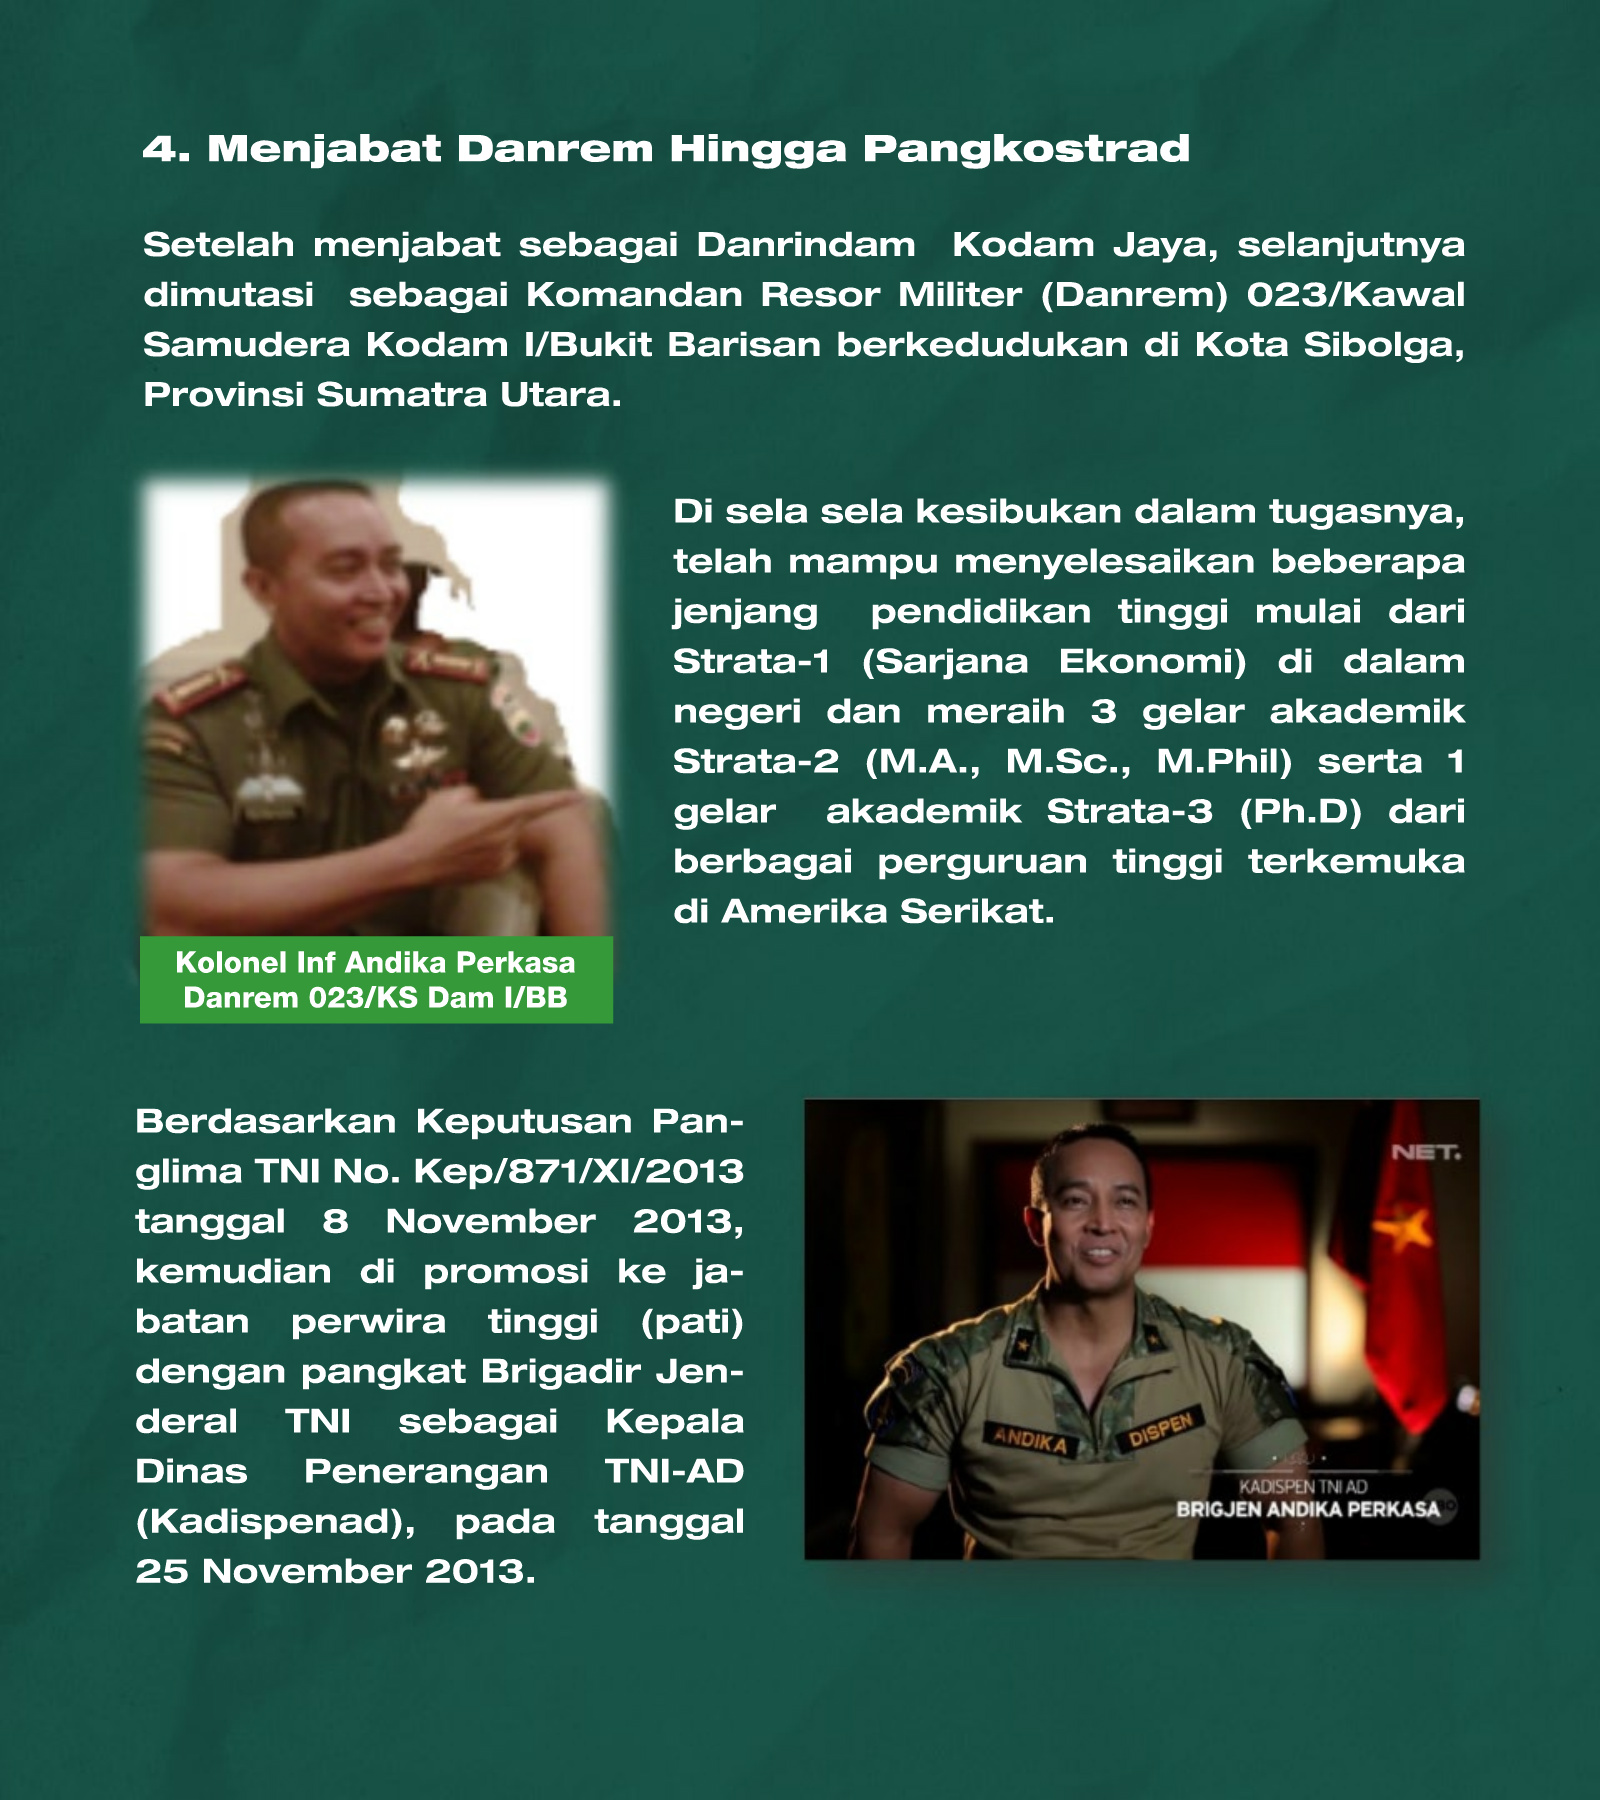 4. Menjabat Danrem Hingga Pangkostrad
Setelah menjabat sebagai Danrindam Kodam Jaya, selanjutnya
dimutasi sebagai Komandan Resor Militer (Danrem) 023/Kawal
Samudera Kodam I/Bukit Barisan berkedudukan di Kota Sibolga,
Provinsi Sumatra Utara.
Di sela sela kesibukan dalam tugasnya,
telah mampu menyelesaikan beberapa
jenjang pendidikan tinggi mulai dari
Strata-1 (Sarjana Ekonomi) di dalam
negeri dan meraih 3 gelar akademik
Strata-2 (M.A., M.Sc., M.Phil) serta 1
gelar akademik Strata-3 (Ph.D) dari
berbagai perguruan tinggi terkemuka
di Amerika Serikat.
Kolonel Inf Andika Perkasa
Danrem 023/KS Dam I/BB
Berdasarkan Keputusan Pan-
glima TNI No. Kep/871/XI/2013
tanggal 8 November 2013,
kemudian di promosi ke ja-
batan perwira tinggi (pati)
dengan pangkat Brigadir Jen-
deral TNI sebagai Kepala
Dinas Penerangan TNI-AD
(Kadispenad), pada tanggal
25 November 2013.
NET.
ANDIKA
DISPEN
KADISPEN TNI AD
BRIGJEN ANDIKA PERKASA